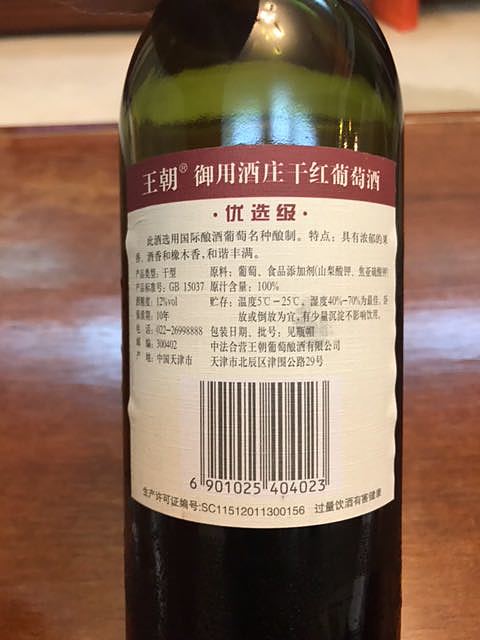 王朝® 御用酒庄干红葡萄酒
·优选级·
此酒选用国际酿酒葡萄名种酿制。特点：具有浓郁的果
香、酒香和橡木香，和谐丰满。
产品类型：干型 原料：葡萄、食品添加剂(山梨酸钾、焦亚硫酸钾)
产品标准号：GB 15037 原汁含量：100%
酒精度：12%vol 贮存：温度5℃－25℃，湿度40%-70%为最佳，卧
保质期：10年 放或倒放为宜，有少量沉淀不影响饮用。
电 话：022-26998888 包装日期、批号：见瓶帽
邮 编：300402 中法合营王朝葡萄酿酒有限公司
产 地：中国天津市 天津市北辰区津围公路29号
6 901025 404023
生产许可证编号:SC11512011300156 过量饮酒有害健康